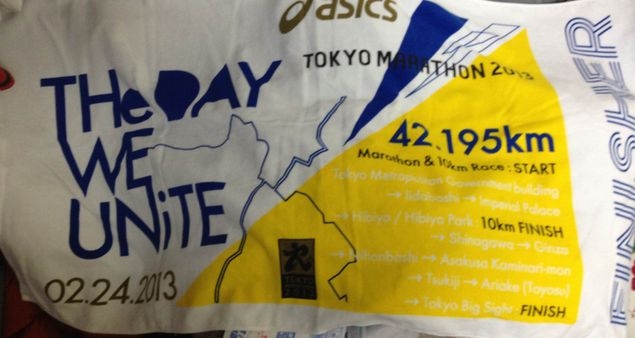 asics
TOKYO MARATHON 2013
THe DAY
WE
UNiTE
02.24.2013
42.195km
Marathon & 10km Race : START
Tokyo Metropolitan Government building
→ Iidabashi → Imperial Palace
→ Hibiya / Hibiya Park 10km FINISH
→ Shinagawa → Ginza
→ Nihonbashi → Asakusa Kaminari-mon
→ Tsukiji → Ariake (Toyosu)
→ Tokyo Big Sight · FINISH
FINISHER
TOKYO